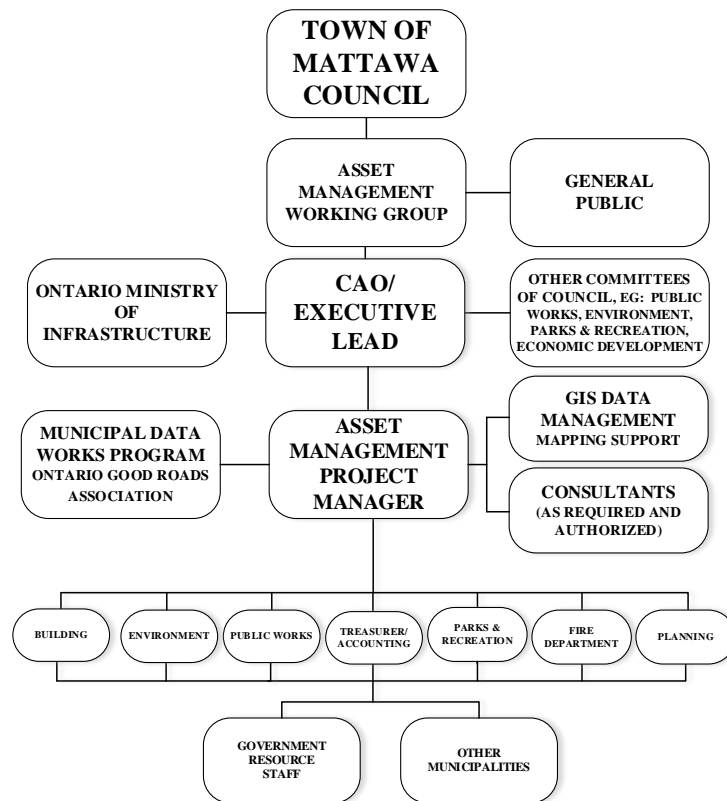 TOWN OF
MATTAWA
COUNCIL
ASSET
MANAGEMENT
WORKING GROUP
GENERAL
PUBLIC
ONTARIO MINISTRY
OF
INFRASTRUCTURE
CAO/
EXECUTIVE
LEAD
OTHER COMMITTEES
OF COUNCIL, EG: PUBLIC
WORKS, ENVIRONMENT,
PARKS & RECREATION,
ECONOMIC DEVELOPMENT
MUNICIPAL DATA
WORKS PROGRAM
ONTARIO GOOD ROADS
ASSOCIATION
ASSET
MANAGEMENT
PROJECT
MANAGER
GIS DATA
MANAGEMENT
MAPPING SUPPORT
CONSULTANTS
(AS REQUIRED AND
AUTHORIZED)
BUILDING
ENVIRONMENT
PUBLIC WORKS
TREASURER/
ACCOUNTING
PARKS &
RECREATION
FIRE
DEPARTMENT
PLANNING
GOVERNMENT
RESOURCE
STAFF
OTHER
MUNICIPALITIES